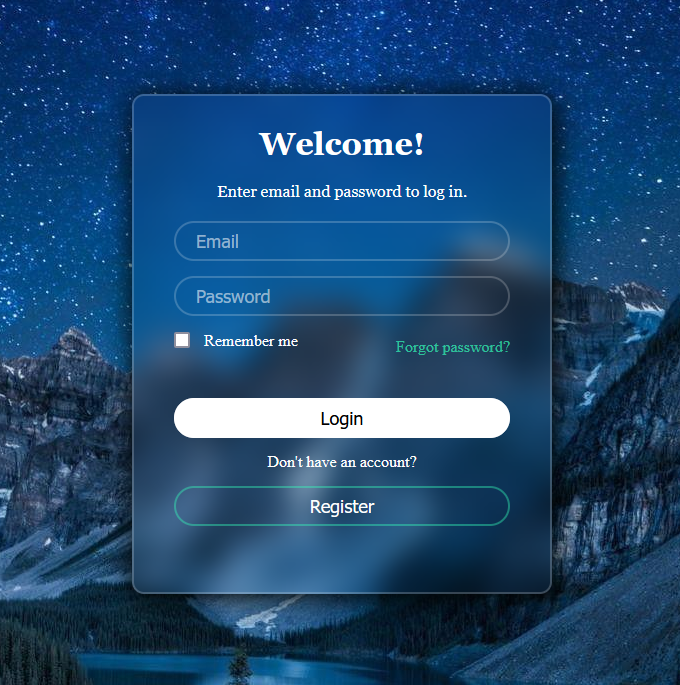 Welcome!
Enter email and password to log in.
Email
Password
Remember me
Forgot password?
Login
Don't have an account?
Register